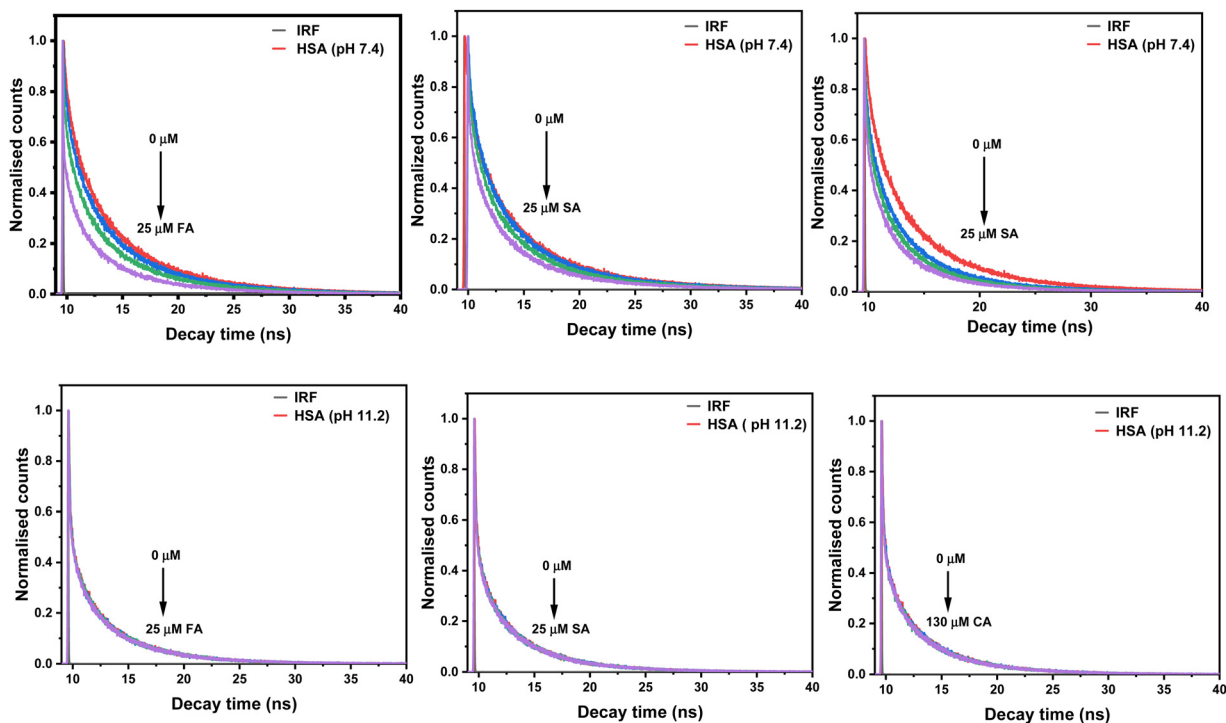 IRF
HSA (pH 7.4)
0 μM
25 μM FA
Normalised counts
1.0
0.8
0.6
0.4
0.2
0.0
10 15 20 25 30 35 40
Decay time (ns)
IRF
HSA (pH 7.4)
0 μM
25 μM SA
Normalized counts
1.0
0.8
0.6
0.4
0.2
0.0
10 15 20 25 30 35 40
Decay time (ns)
IRF
HSA (pH 7.4)
0 μM
25 μM SA
Normalised counts
1.0
0.8
0.6
0.4
0.2
0.0
10 20 30 40
Decay time (ns)
IRF
HSA (pH 11.2)
0 μM
25 μM FA
Normalised counts
1.0
0.8
0.6
0.4
0.2
0.0
10 15 20 25 30 35 40
Decay time (ns)
IRF
HSA ( pH 11.2)
0 μM
25 μM SA
Normalised counts
1.0
0.8
0.6
0.4
0.2
0.0
10 15 20 25 30 35 40
Decay time (ns)
IRF
HSA (pH 11.2)
0 μM
130 μM CA
Normalised counts
1.0
0.8
0.6
0.4
0.2
0.0
10 15 20 25 30 35 40
Decay time (ns)